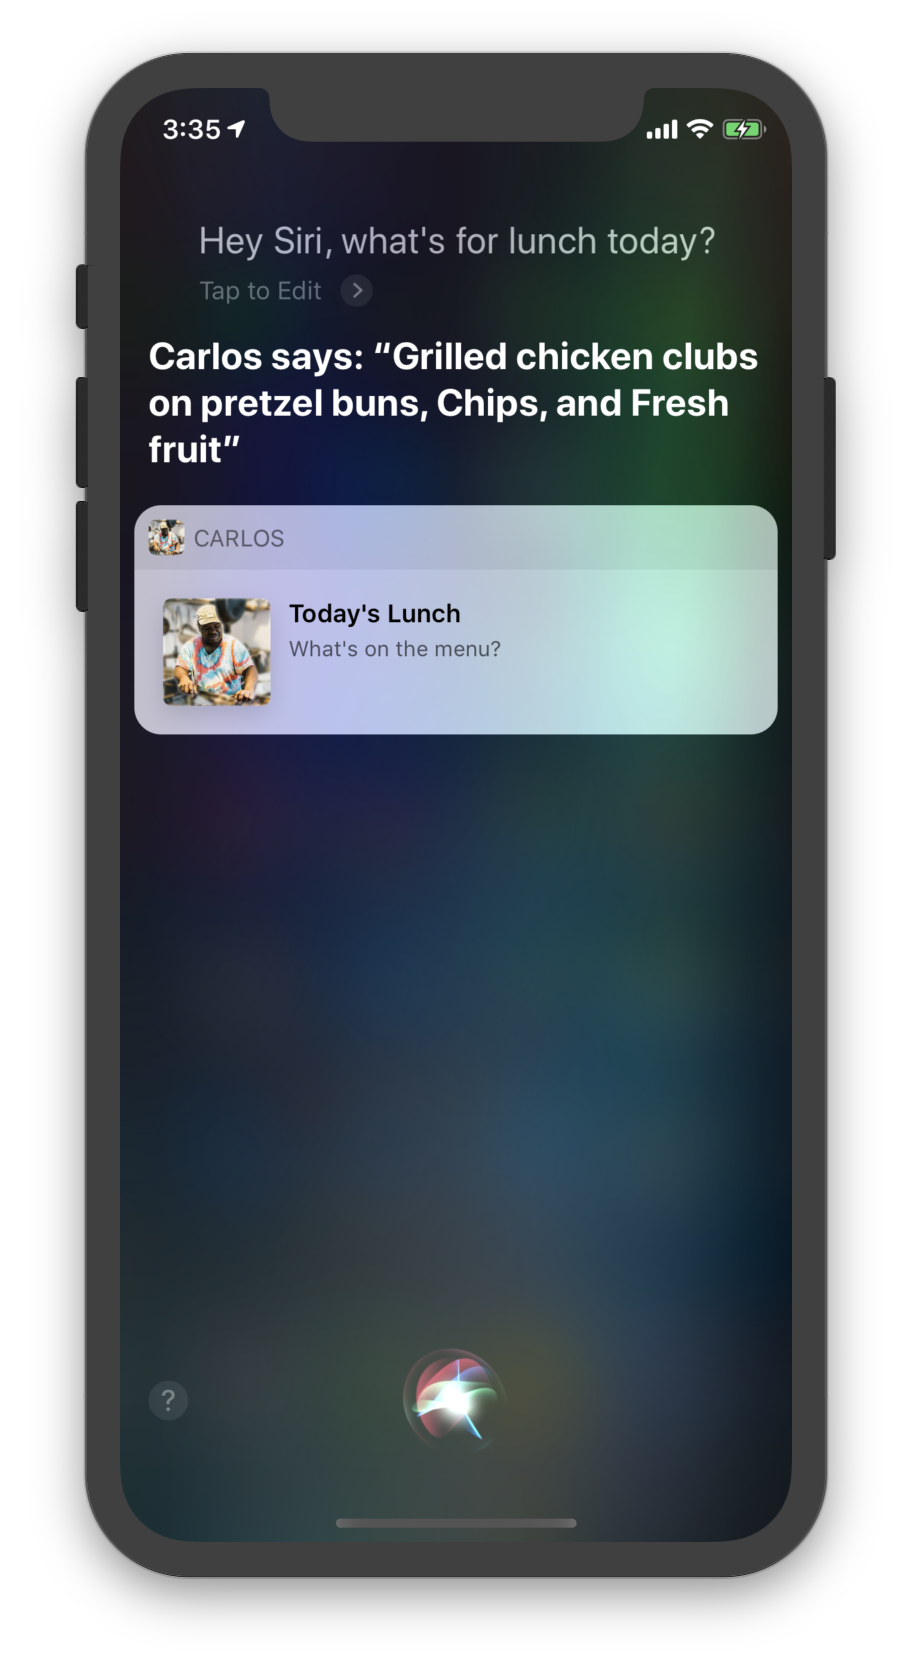 3:35
Hey Siri, what's for lunch today?
Tap to Edit
Carlos says: “Grilled chicken clubs
on pretzel buns, Chips, and Fresh
fruit”
CARLOS
Today's Lunch
What's on the menu?
?